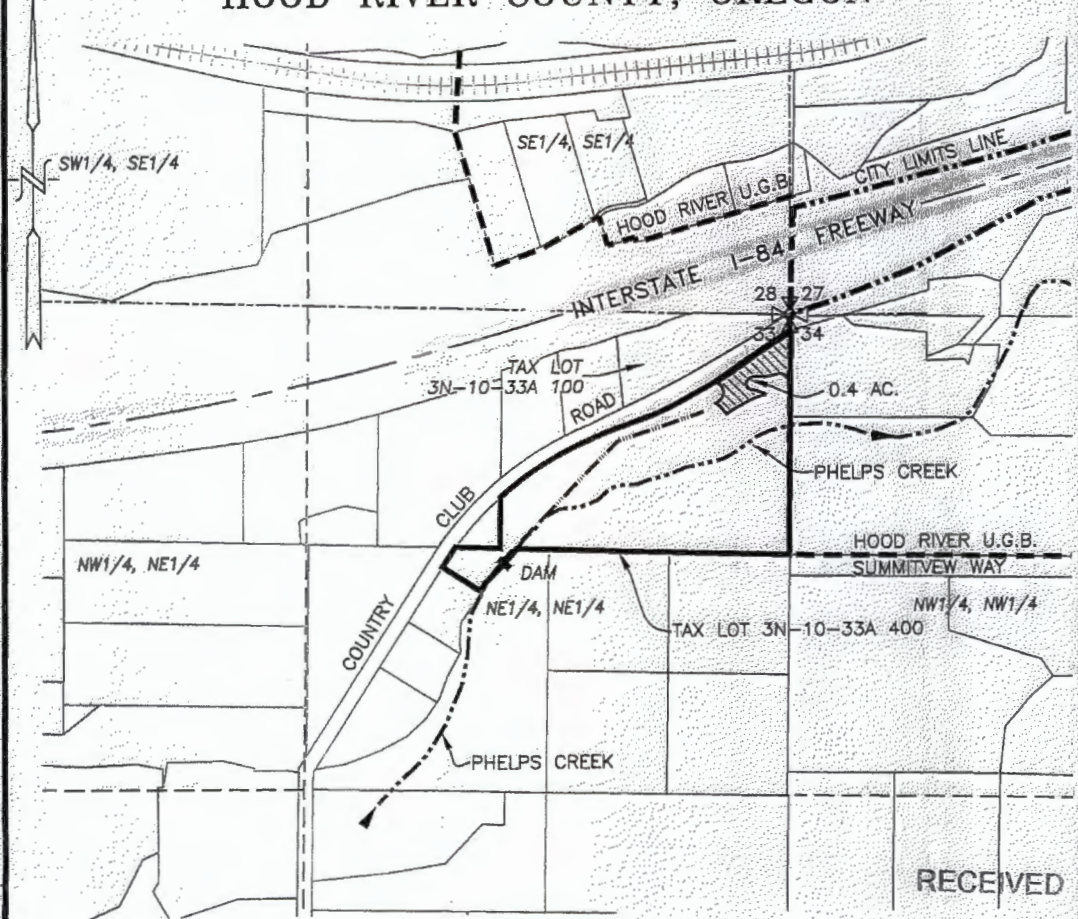 HOOD RIVER COUNTY, OREGON
N
SW1/4, SE1/4
SE1/4, SE1/4
CITY LIMITS LINE
HOOD RIVER U.G.B.
INTERSTATE I-84 FREEWAY
28 27
33 34
TAX LOT
3N-10-33A 100
0.4 AC.
ROAD
PHELPS CREEK
CLUB
HOOD RIVER U.G.B.
SUMMITVEW WAY
NW1/4, NE1/4
DAM
NE1/4, NE1/4
NW1/4, NW1/4
TAX LOT 3N-10-33A 400
COUNTRY
PHELPS CREEK
RECEIVED